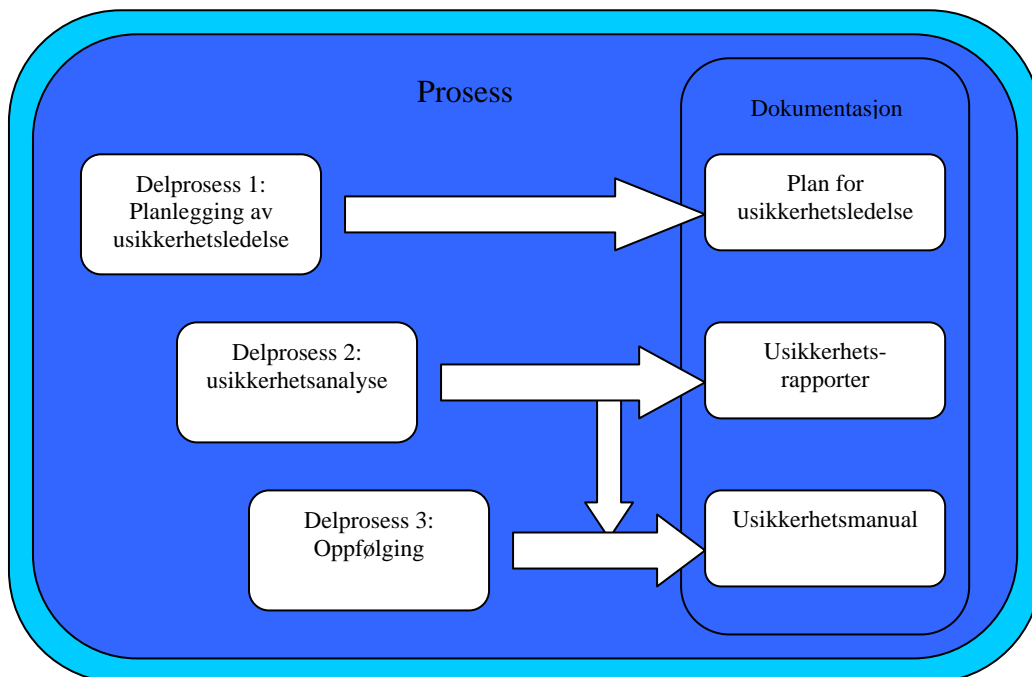 Prosess
Dokumentasjon
Delprosess 1:
Planlegging av
usikkerhetsledelse
Plan for
usikkerhetsledelse
Delprosess 2:
usikkerhetsanalyse
Usikkerhets-
rapporter
Delprosess 3:
Oppfølging
Usikkerhetsmanual